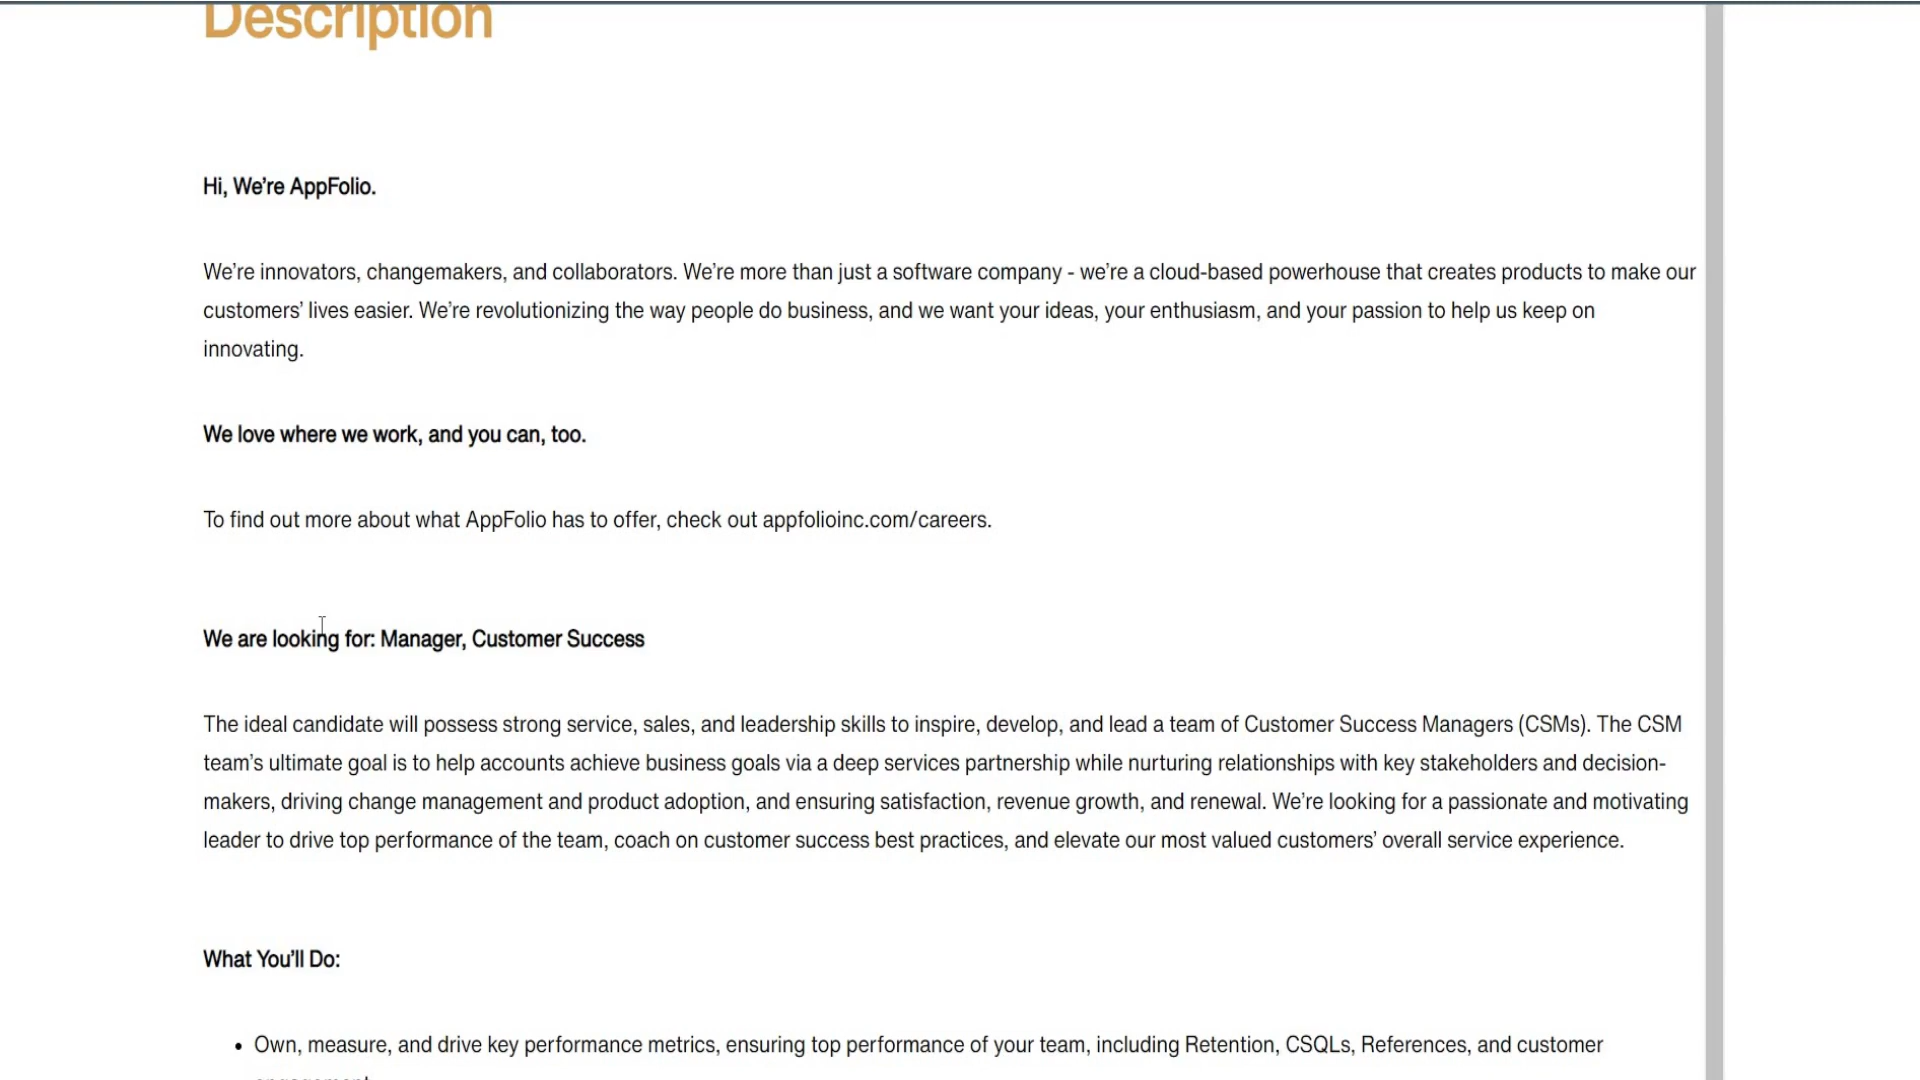 Description
Hi, We’re AppFolio.
We’re innovators, changemakers, and collaborators. We’re more than just a software company - we’re a cloud-based powerhouse that creates products to make our
customers’ lives easier. We’re revolutionizing the way people do business, and we want your ideas, your enthusiasm, and your passion to help us keep on
innovating.
We love where we work, and you can, too.
To find out more about what AppFolio has to offer, check out appfolioinc.com/careers.
We are looking for: Manager, Customer Success
The ideal candidate will possess strong service, sales, and leadership skills to inspire, develop, and lead a team of Customer Success Managers (CSMs). The CSM
team’s ultimate goal is to help accounts achieve business goals via a deep services partnership while nurturing relationships with key stakeholders and decision-
makers, driving change management and product adoption, and ensuring satisfaction, revenue growth, and renewal. We’re looking for a passionate and motivating
leader to drive top performance of the team, coach on customer success best practices, and elevate our most valued customers’ overall service experience.
What You’ll Do:
• Own, measure, and drive key performance metrics, ensuring top performance of your team, including Retention, CSQLs, References, and customer